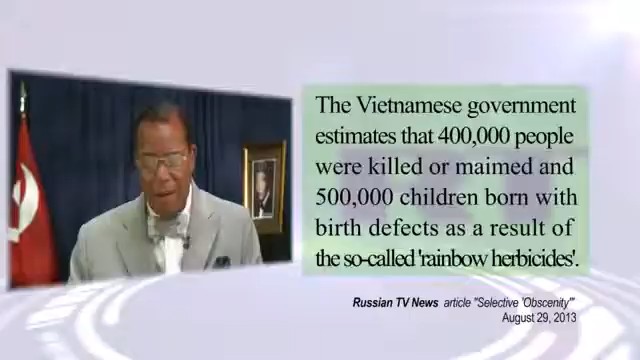 The Vietnamese government
estimates that 400,000 people
were killed or maimed and
500,000 children born with
birth defects as a result of
the so-called 'rainbow herbicides'.
Russian TV News article "Selective 'Obscenity'"
August 29, 2013